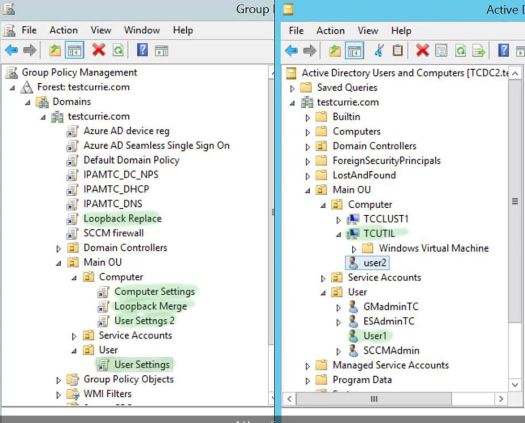 Group
File Action View Window Help
Group Policy Management
Forest: testcurrie.com
Domains
testcurrie.com
Azure AD device reg
Azure AD Seamless Single Sign On
Default Domain Policy
IPAMTC_DC_NPS
IPAMTC_DHCP
IPAMTC_DNS
Loopback Replace
SCCM firewall
Domain Controllers
Main OU
Computer
Computer Settings
Loopback Merge
User Settngs 2
Service Accounts
User
User Settings
Group Policy Objects
WMI Filters
Active D
File Action View Help
Active Directory Users and Computers [TCDC2.te
Saved Queries
testcurrie.com
Builtin
Computers
Domain Controllers
ForeignSecurityPrincipals
LostAndFound
Main OU
Computer
TCCLUST1
TCUTIL
Windows Virtual Machine
user2
Service Accounts
User
GMadminTC
ESAdminTC
User1
SCCMAdmin
Managed Service Accounts
Program Data